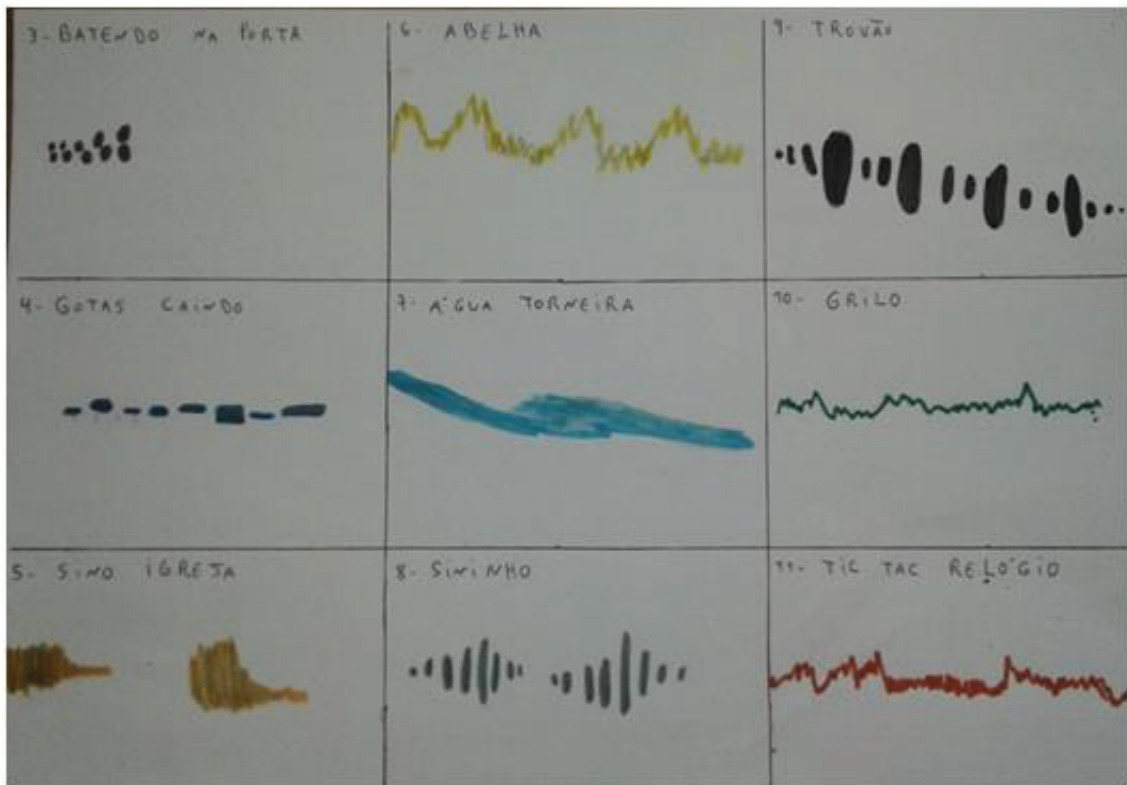 3- BATENDO NA PORTA
6- ABELHA
9- TROVÃO
4- GOTAS CAINDO
7- ÁGUA TORNEIRA
10- GRILO
5- SINO IGREJA
8- SININHO
11- TIC TAC RELÓGIO